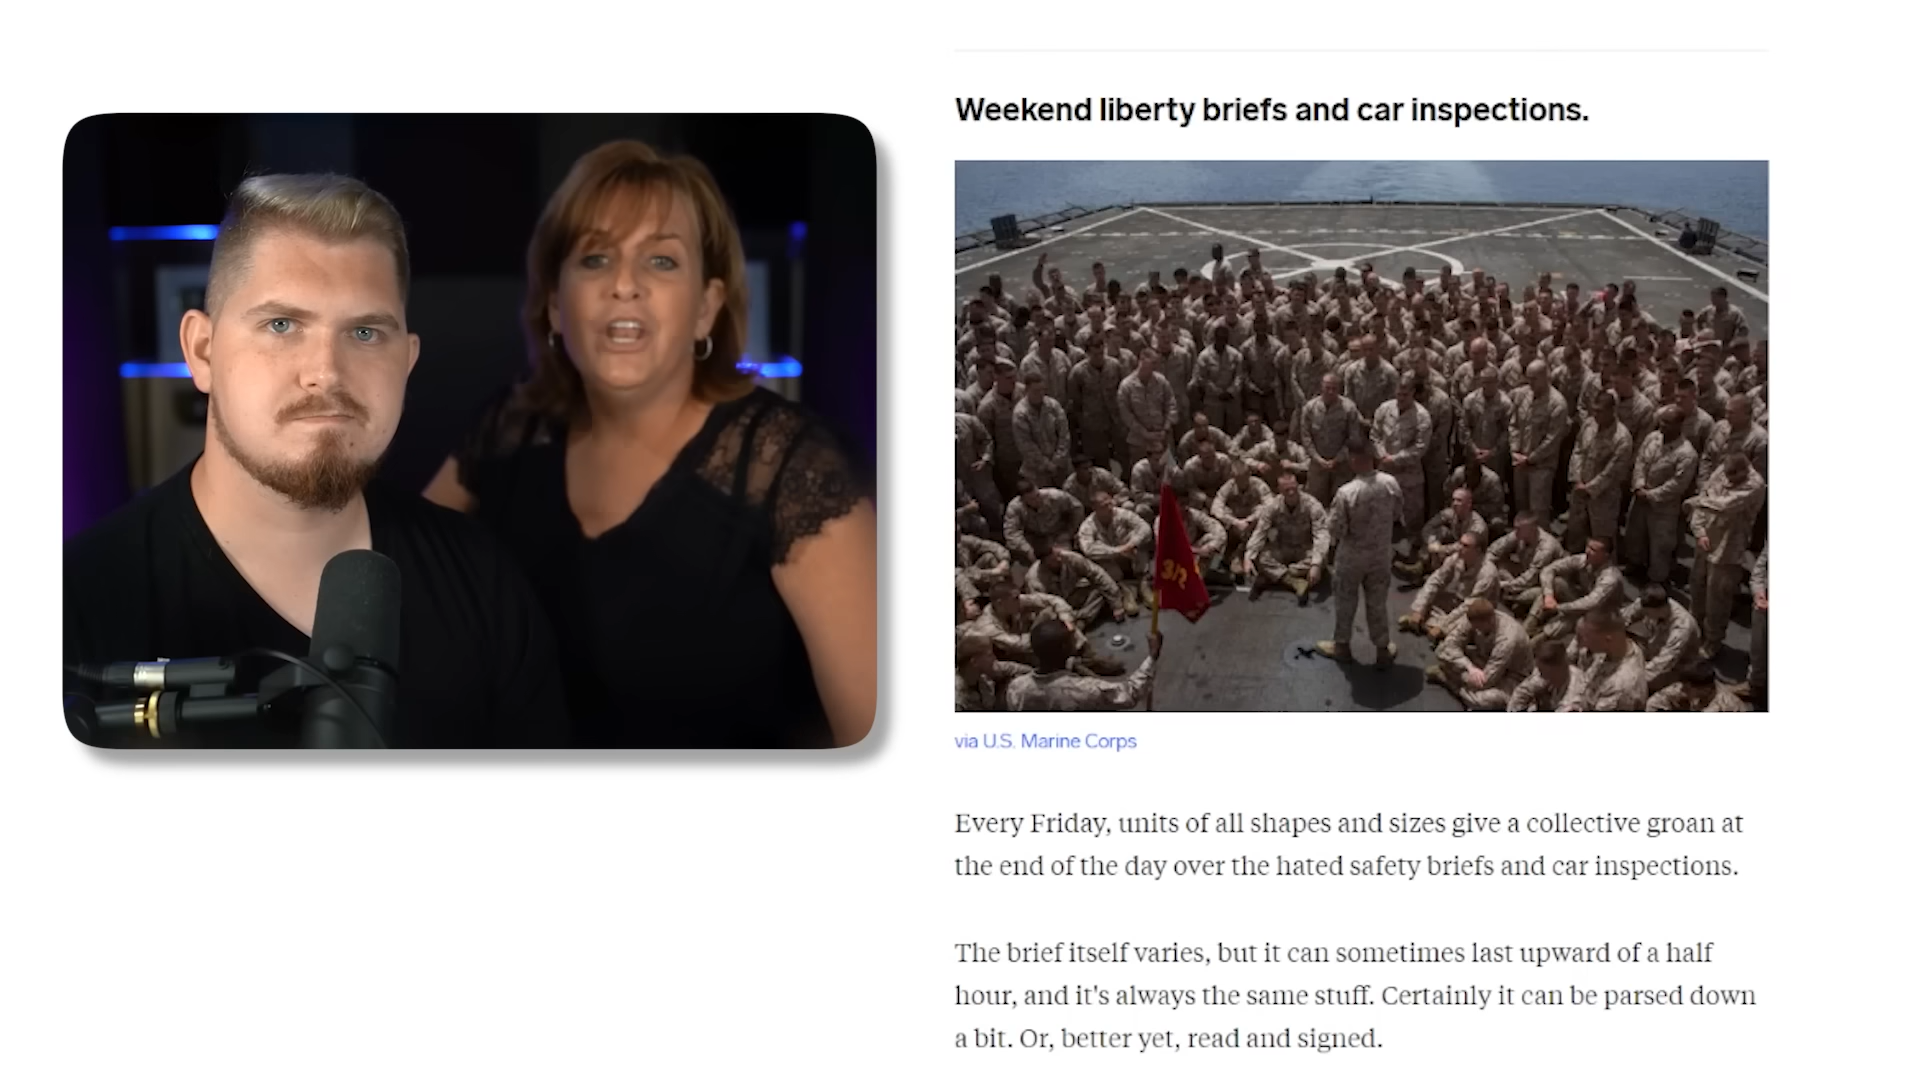 Weekend liberty briefs and car inspections.
3/2
via U.S. Marine Corps
Every Friday, units of all shapes and sizes give a collective groan at
the end of the day over the hated safety briefs and car inspections.
The brief itself varies, but it can sometimes last upward of a half
hour, and it's always the same stuff. Certainly it can be parsed down
a bit. Or, better yet, read and signed.